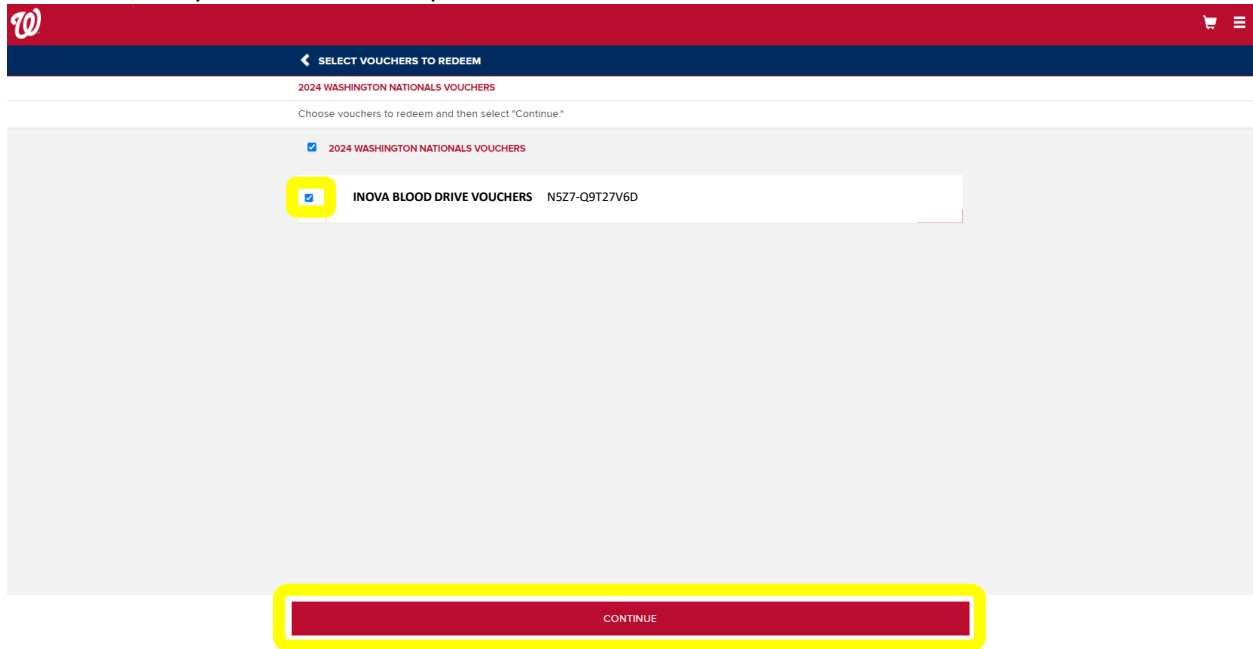 W
SELECT VOUCHERS TO REDEEM
2024 WASHINGTON NATIONALS VOUCHERS
Choose vouchers to redeem and then select "Continue."
2024 WASHINGTON NATIONALS VOUCHERS
INOVA BLOOD DRIVE VOUCHERS N5Z7-Q9T27V6D
CONTINUE